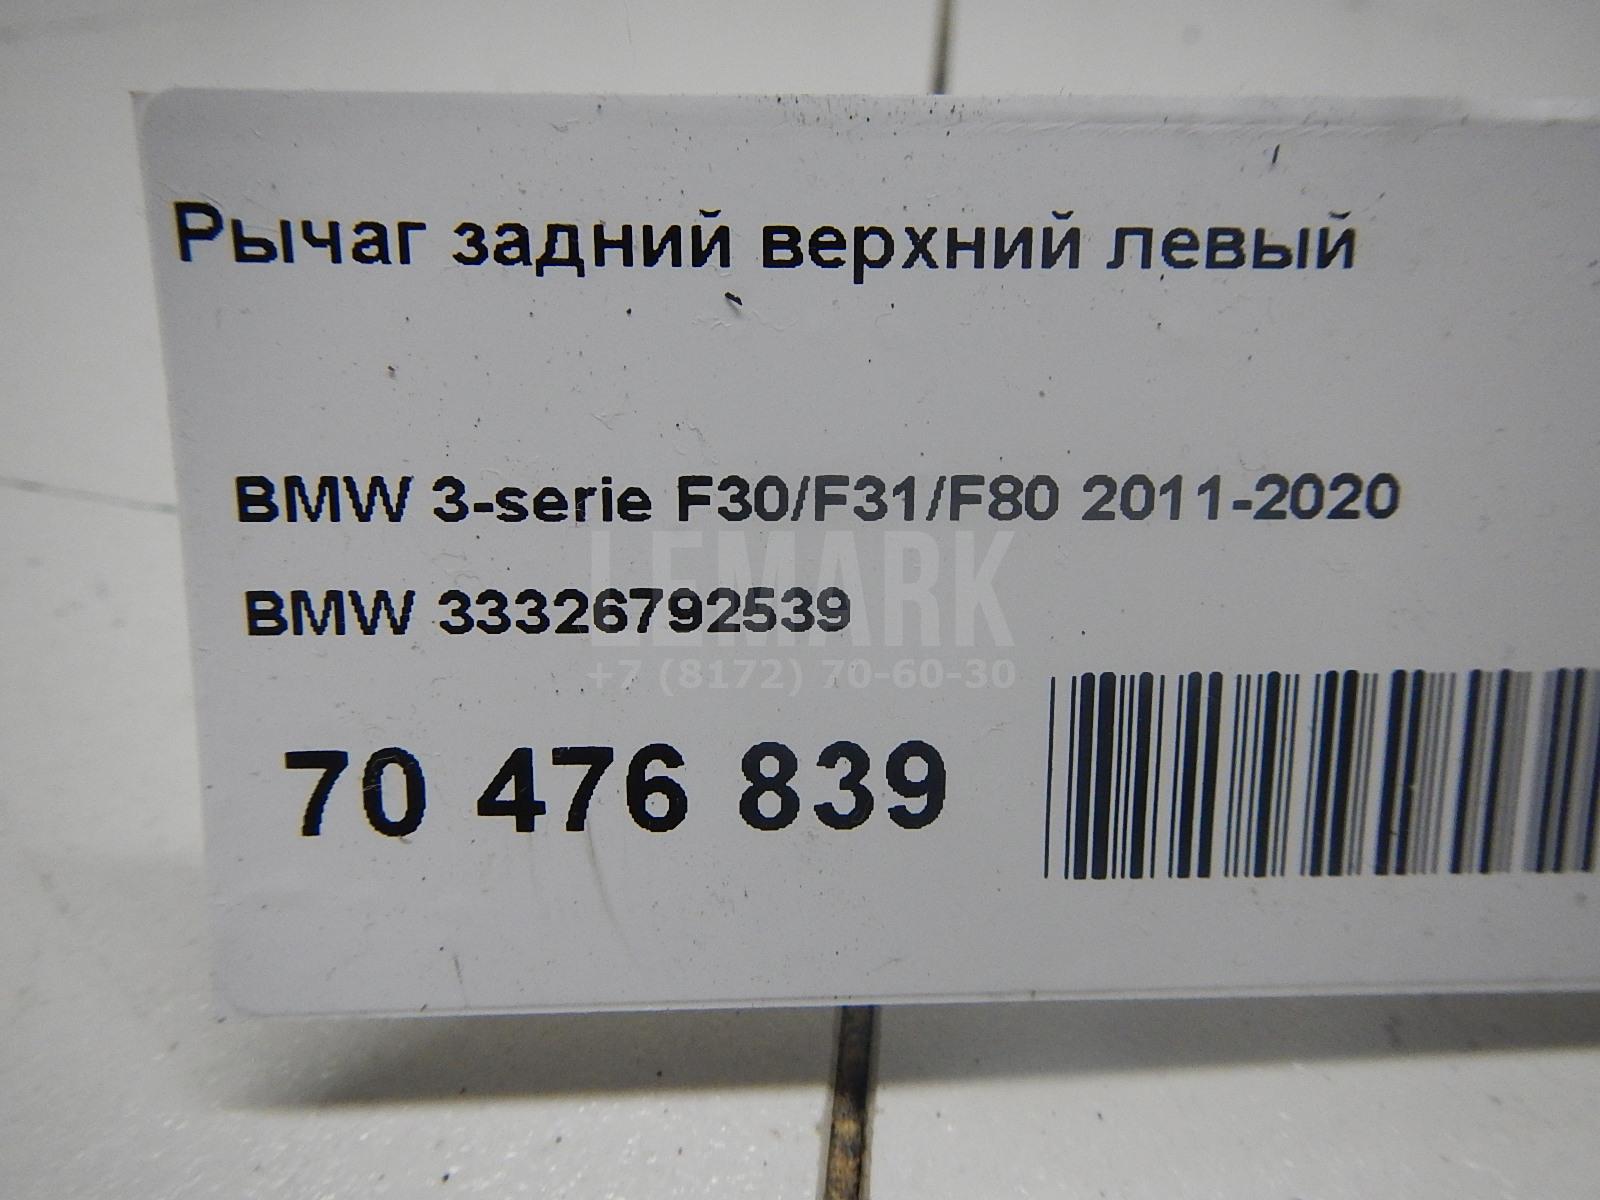 Рычаг задний верхний левый
BMW 3-serie F30/F31/F80 2011-2020
LEMARK
BMW 33326792539
+7 (8172) 70-60-30
70 476 839